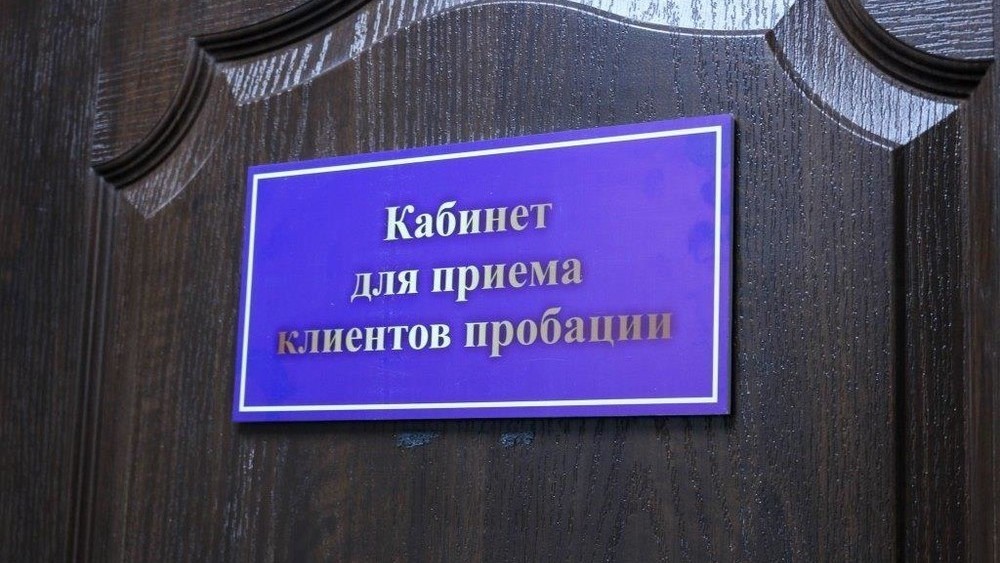 Кабинет
для приема
клиентов пробации